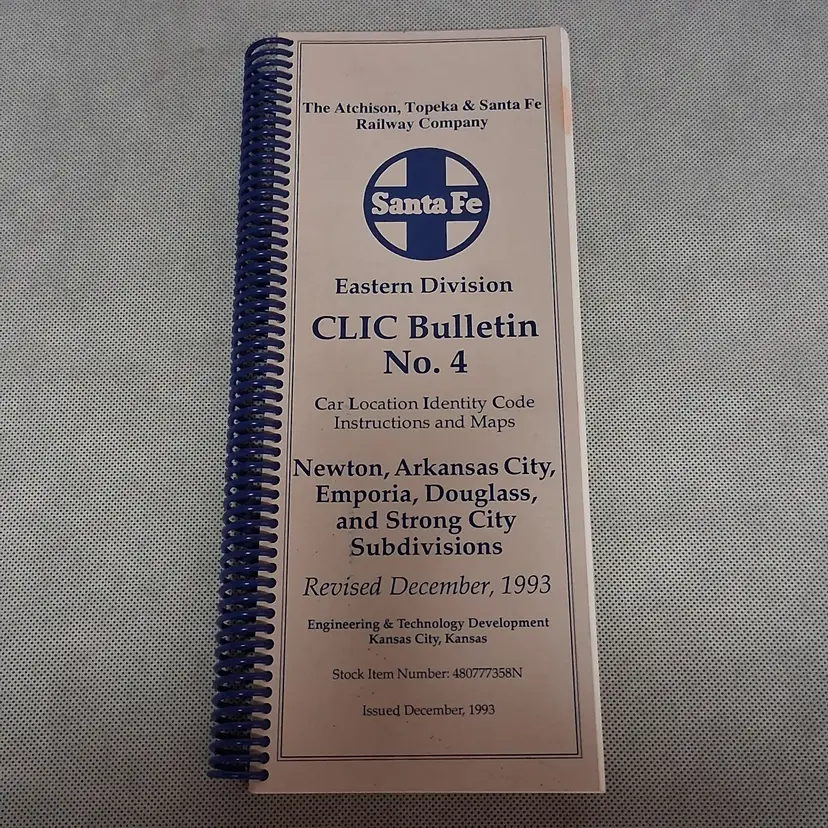 The Atchison, Topeka & Santa Fe
Railway Company
Santa Fe
Eastern Division
CLIC Bulletin
No. 4
Car Location Identity Code
Instructions and Maps
Newton, Arkansas City,
Emporia, Douglass,
and Strong City
Subdivisions
Revised December, 1993
Engineering & Technology Development
Kansas City, Kansas
Stock Item Number: 480777358N
Issued December, 1993